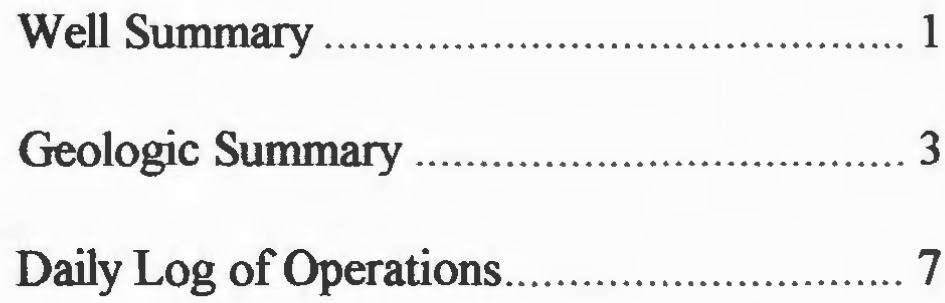 Well Summary ............................................... 1
Geologic Summary ........................................ 3
Daily Log of Operations................................. 7